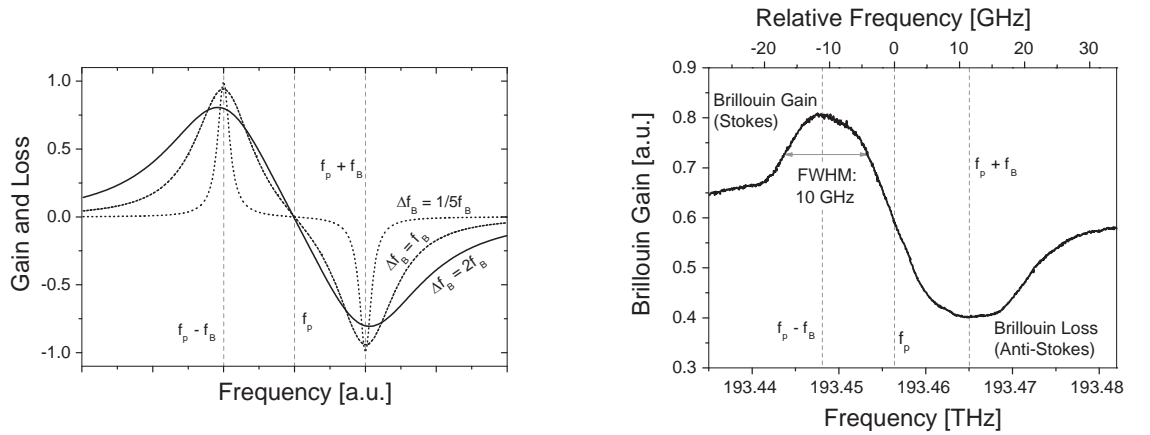 1.0
0.5
0.0
-0.5
-1.0
Gain and Loss
Frequency [a.u.]
f_p + f_B
Δf_B = 1/5f_B
Δf_B = f_B
Δf_B = 2f_B
f_p - f_B
f_p
Relative Frequency [GHz]
-20 -10 0 10 20 30
0.9
0.8
0.7
0.6
0.5
0.4
0.3
Brillouin Gain [a.u.]
Brillouin Gain
(Stokes)
FWHM:
10 GHz
f_p + f_B
f_p - f_B
f_p
Brillouin Loss
(Anti-Stokes)
193.44 193.45 193.46 193.47 193.48
Frequency [THz]